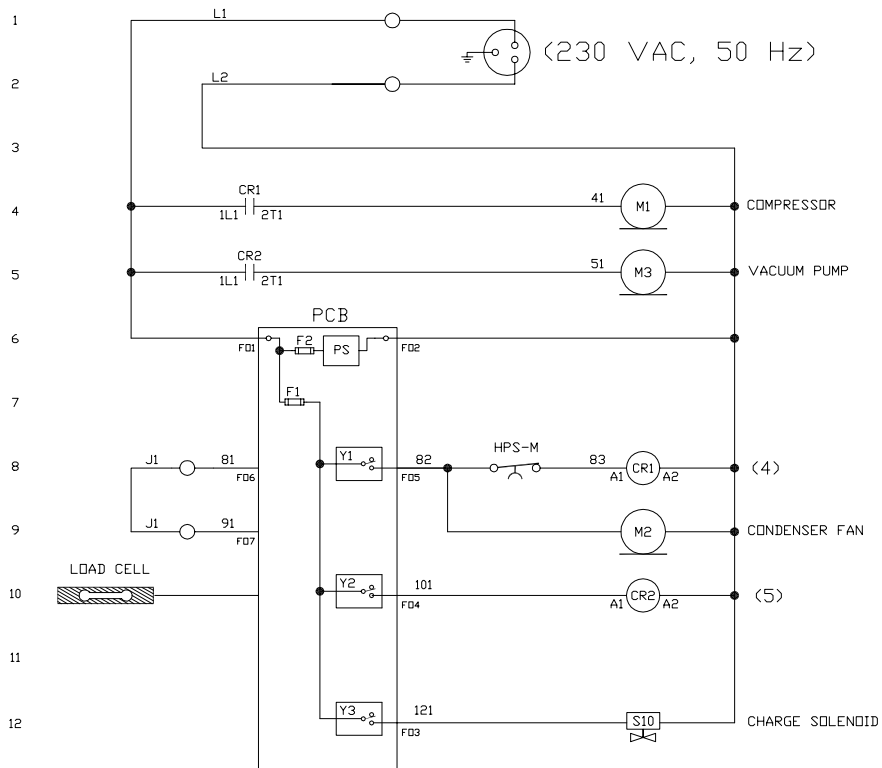 1
L1
(230 VAC, 50 Hz)
2
L2
3
CR1
4
1L1 2T1
41
M1
COMPRESSOR
CR2
5
1L1 2T1
51
M3
VACUUM PUMP
PCB
6
F01
F2
PS
F02
7
F1
8
J1
81
F06
Y1
82
F05
HPS-M
83
A1
CR1
A2
(4)
9
J1
91
F07
M2
CONDENSER FAN
LOAD CELL
10
Y2
101
F04
A1
CR2
A2
(5)
11
12
Y3
121
F03
S10
CHARGE SOLENOID